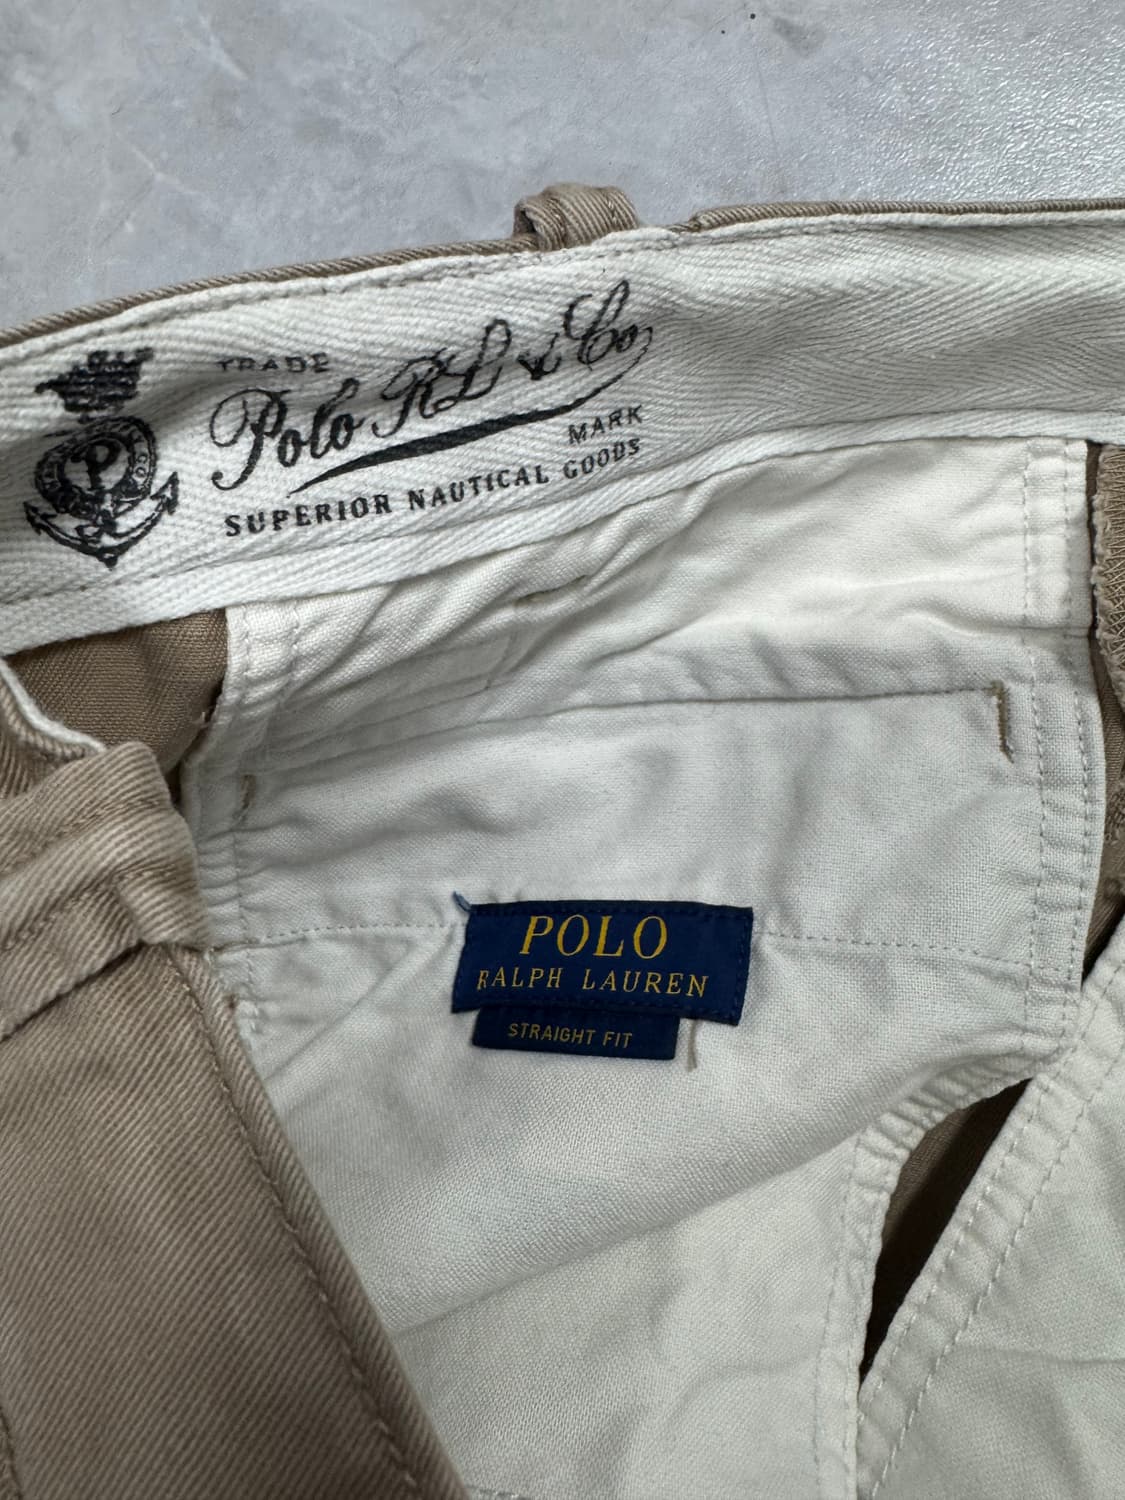 TRADE
Polo RL & Co
MARK
SUPERIOR NAUTICAL GOODS
P
POLO
RALPH LAUREN
STRAIGHT FIT